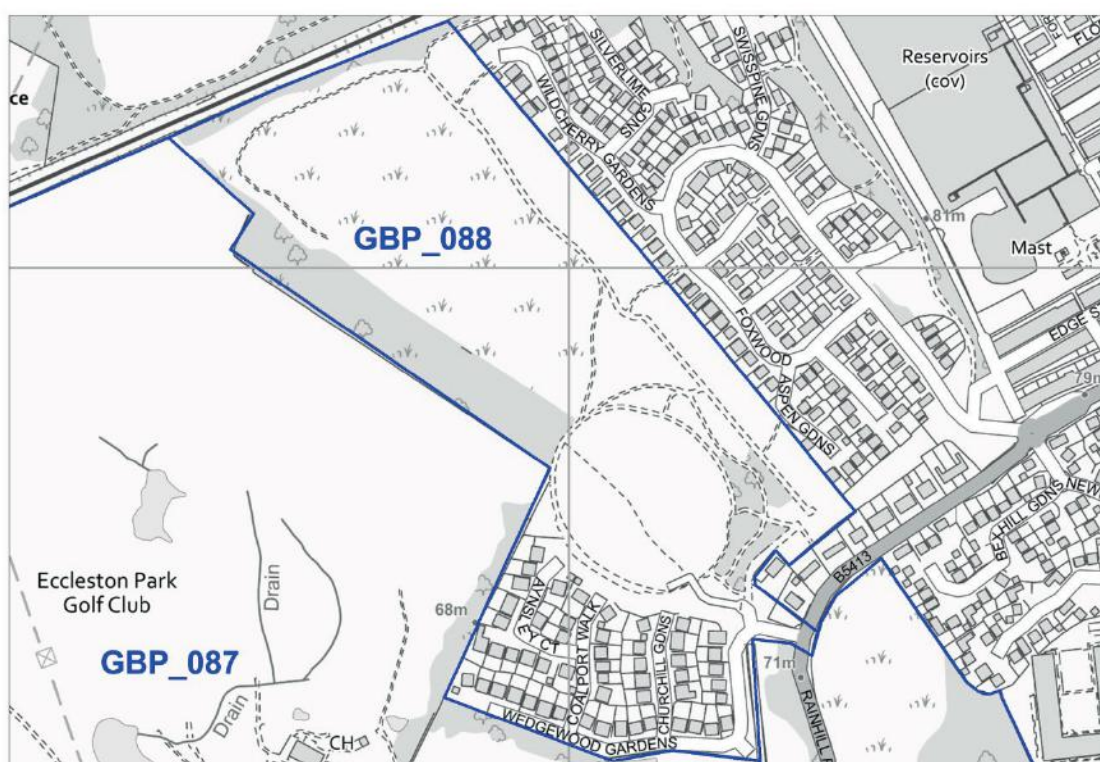 ce
SILVERLIME GDNS
WILDCHERRY GARDENS
SWISSPINE GDNS
Reservoirs
(cov)
GBP_088
81m
Mast
FOXWOOD
ASPEN GDNS
EDGE S
79m
Eccleston Park
Golf Club
Drain
GBP_087
Drain
CH
68m
AYNSLEY CT
COALPORT WALK
CHURCHILL GDNS
WEDGEWOOD GARDENS
B5413
71m
RAINHILL
BEXHILL GDNS
NEW